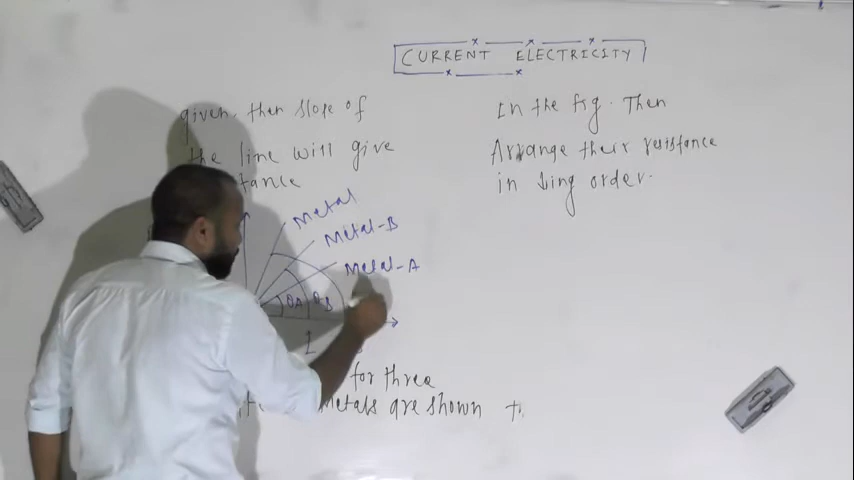 CURRENT ELECTRICITY
given, then slope of
the line will give
tance
Metal
Metal-B
Metal-A
θA θB
I
for three
metals are shown
In the fig. Then
Arrange their resistance
in ↓ing order.